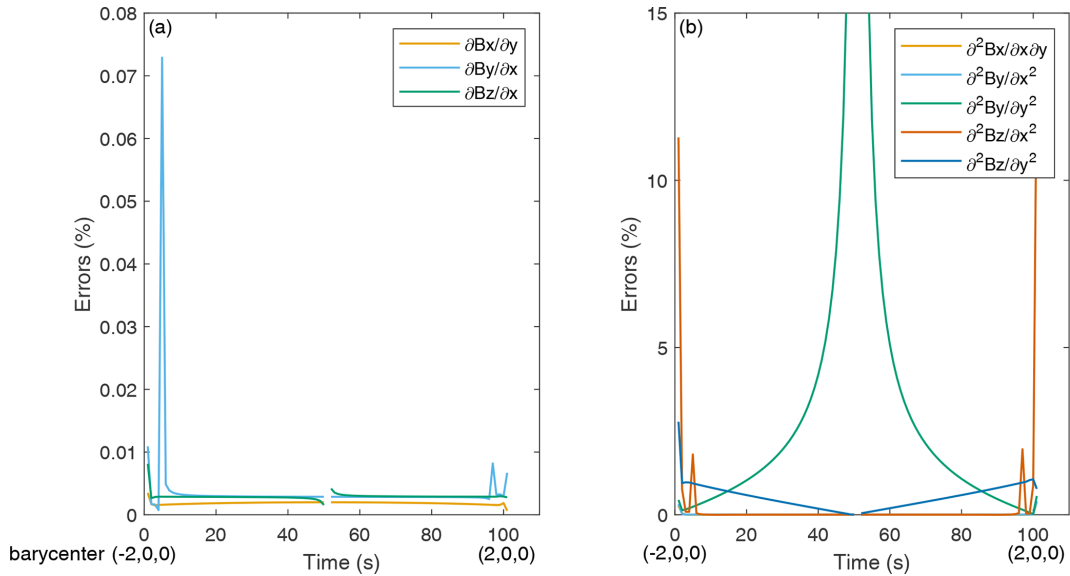 (a)
∂Bx/∂y
∂By/∂x
∂Bz/∂x
0.08
0.07
0.06
0.05
0.04
0.03
0.02
0.01
0
Errors (%)
0 20 40 60 80 100
barycenter (-2,0,0) Time (s) (2,0,0)
(b)
∂²Bx/∂x∂y
∂²By/∂x²
∂²By/∂y²
∂²Bz/∂x²
∂²Bz/∂y²
15
10
5
0
Errors (%)
0 20 40 60 80 100
(-2,0,0) Time (s) (2,0,0)